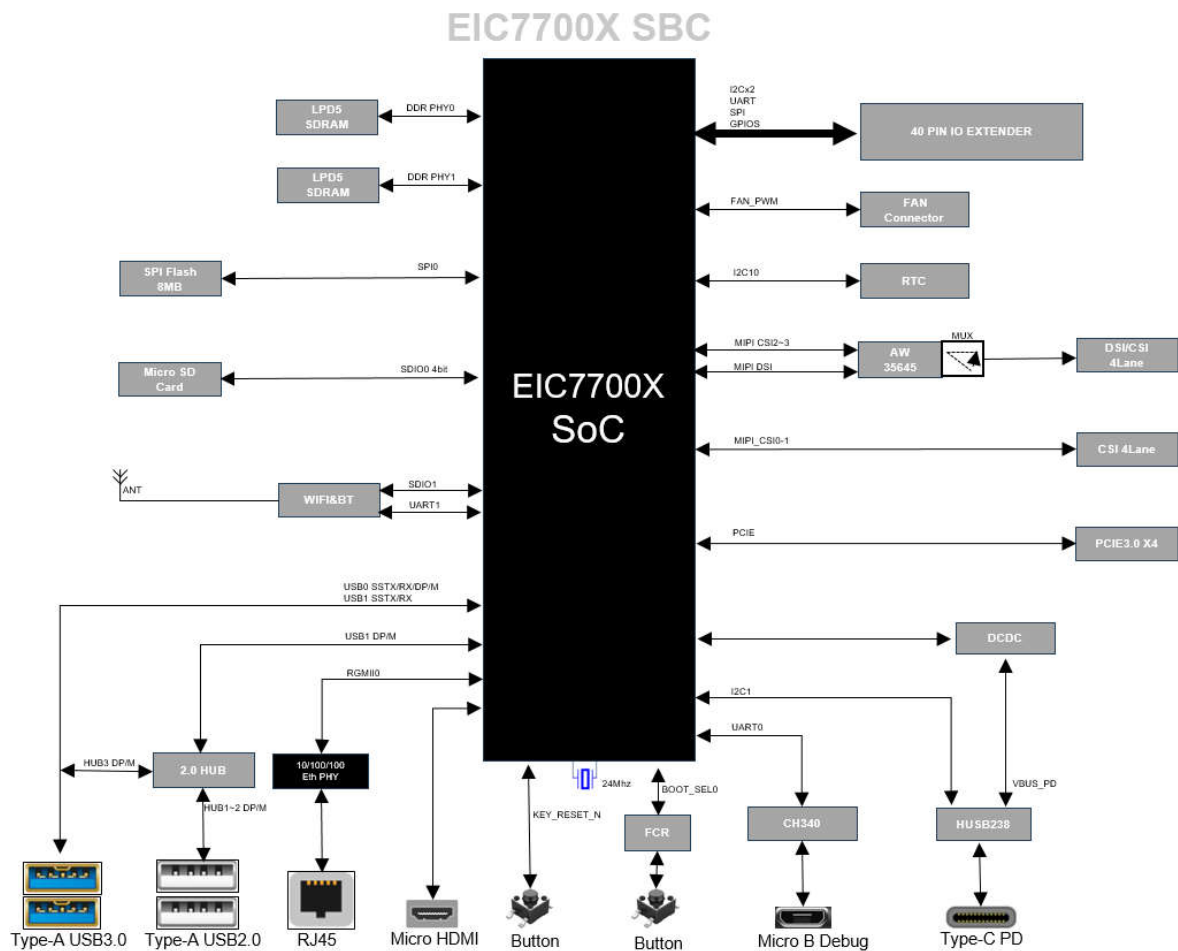 EIC7700X SBC
LPD5
SDRAM
DDR PHY0
LPD5
SDRAM
DDR PHY1
SPI Flash
8MB
SPI0
Micro SD
Card
SDIO0 4bit
ANT
WIFI&BT
SDIO1
UART1
USB0 SSTX/RX/DP/M
USB1 SSTX/RX
USB1 DP/M
RGMII0
HUB3 DP/M
2.0 HUB
HUB1~2 DP/M
10/100/100
Eth PHY
EIC7700X
SoC
I2Cx2
UART
SPI
GPIOS
40 PIN IO EXTENDER
FAN_PWM
FAN
Connector
I2C10
RTC
MIPI CSI2~3
MIPI DSI
AW
35645
MUX
DSI/CSI
4Lane
MIPI_CSI0-1
CSI 4Lane
PCIE
PCIE3.0 X4
DCDC
I2C1
UART0
VBUS_PD
24Mhz
KEY_RESET_N
BOOT_SEL0
FCR
CH340
HUSB238
Type-A USB3.0
Type-A USB2.0
RJ45
Micro HDMI
Button
Button
Micro B Debug
Type-C PD